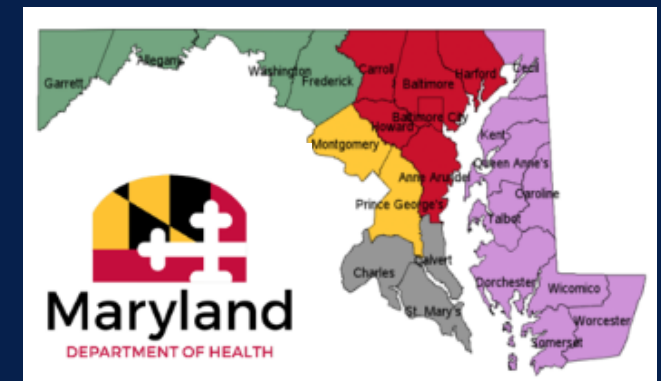 Garrett
Allegany
Washington
Frederick
Carroll
Baltimore
Harford
Cecil
Baltimore City
Howard
Montgomery
Anne Arundel
Prince George's
Kent
Queen Anne's
Caroline
Talbot
Calvert
Charles
St. Mary's
Dorchester
Wicomico
Worcester
Somerset
Maryland
DEPARTMENT OF HEALTH